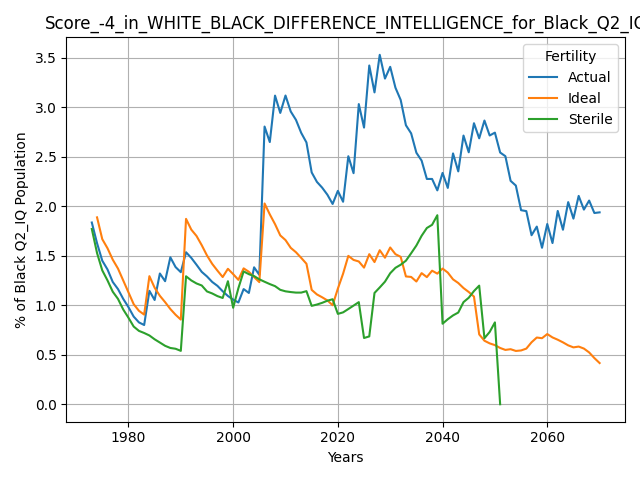 Score_-4_in_WHITE_BLACK_DIFFERENCE_INTELLIGENCE_for_Black_Q2_IQ
Fertility
Actual
Ideal
Sterile
3.5
3.0
2.5
2.0
1.5
1.0
0.5
0.0
% of Black Q2_IQ Population
1980
2000
2020
2040
2060
Years